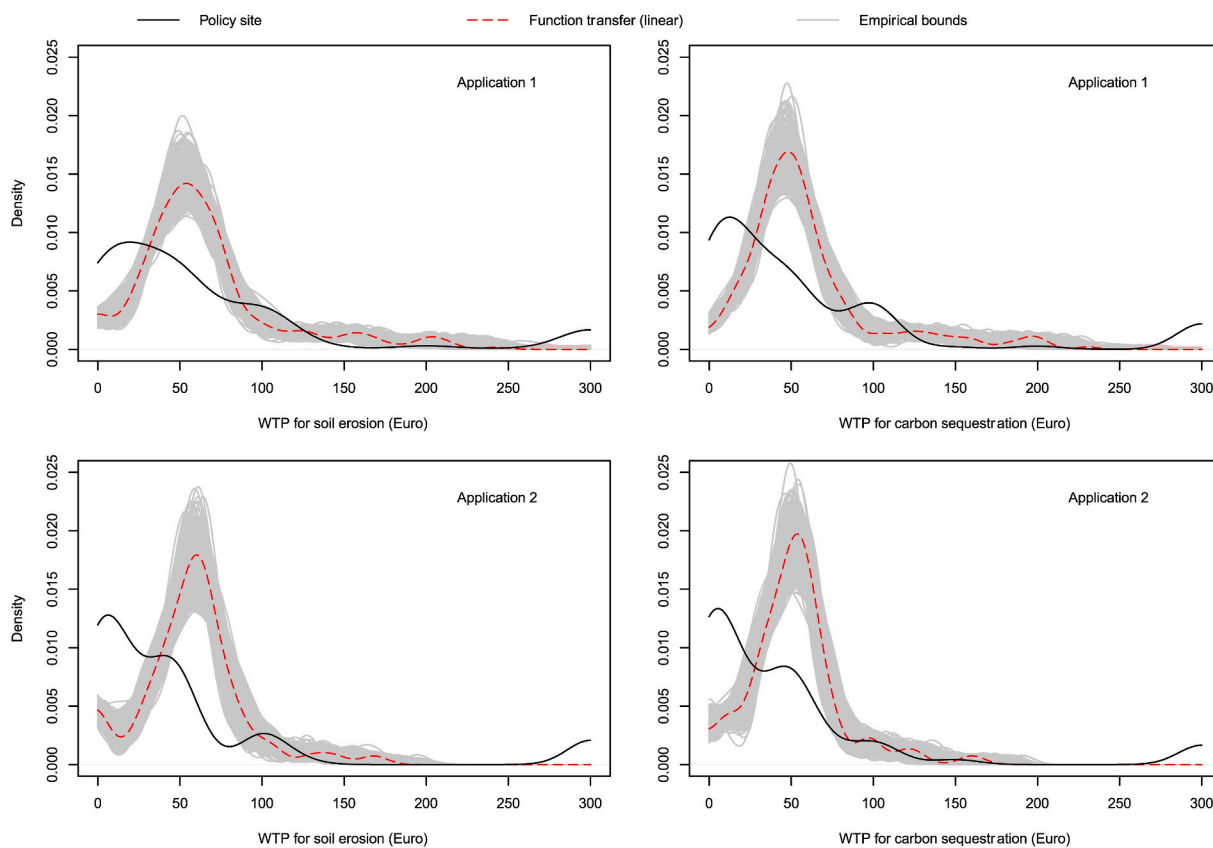 Policy site Function transfer (linear) Empirical bounds
Application 1
Density
0.000 0.005 0.010 0.015 0.020 0.025
0 50 100 150 200 250 300
WTP for soil erosion (Euro)
Application 1
0.000 0.005 0.010 0.015 0.020 0.025
0 50 100 150 200 250 300
WTP for carbon sequestration (Euro)
Application 2
Density
0.000 0.005 0.010 0.015 0.020 0.025
0 50 100 150 200 250 300
WTP for soil erosion (Euro)
Application 2
0.000 0.005 0.010 0.015 0.020 0.025
0 50 100 150 200 250 300
WTP for carbon sequestration (Euro)